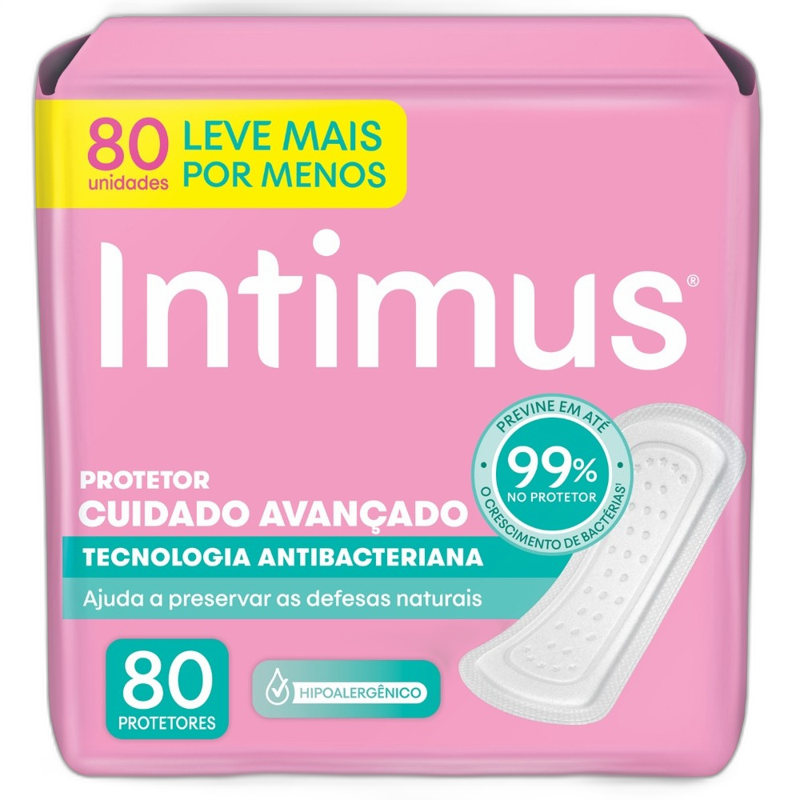 80 unidades
LEVE MAIS
POR MENOS
Intimus®
PREVINE EM ATÉ
99%
NO PROTETOR
O CRESCIMENTO DE BACTÉRIAS¹
PROTETOR
CUIDADO AVANÇADO
TECNOLOGIA ANTIBACTERIANA
Ajuda a preservar as defesas naturais
80
PROTETORES
HIPOALERGÊNICO